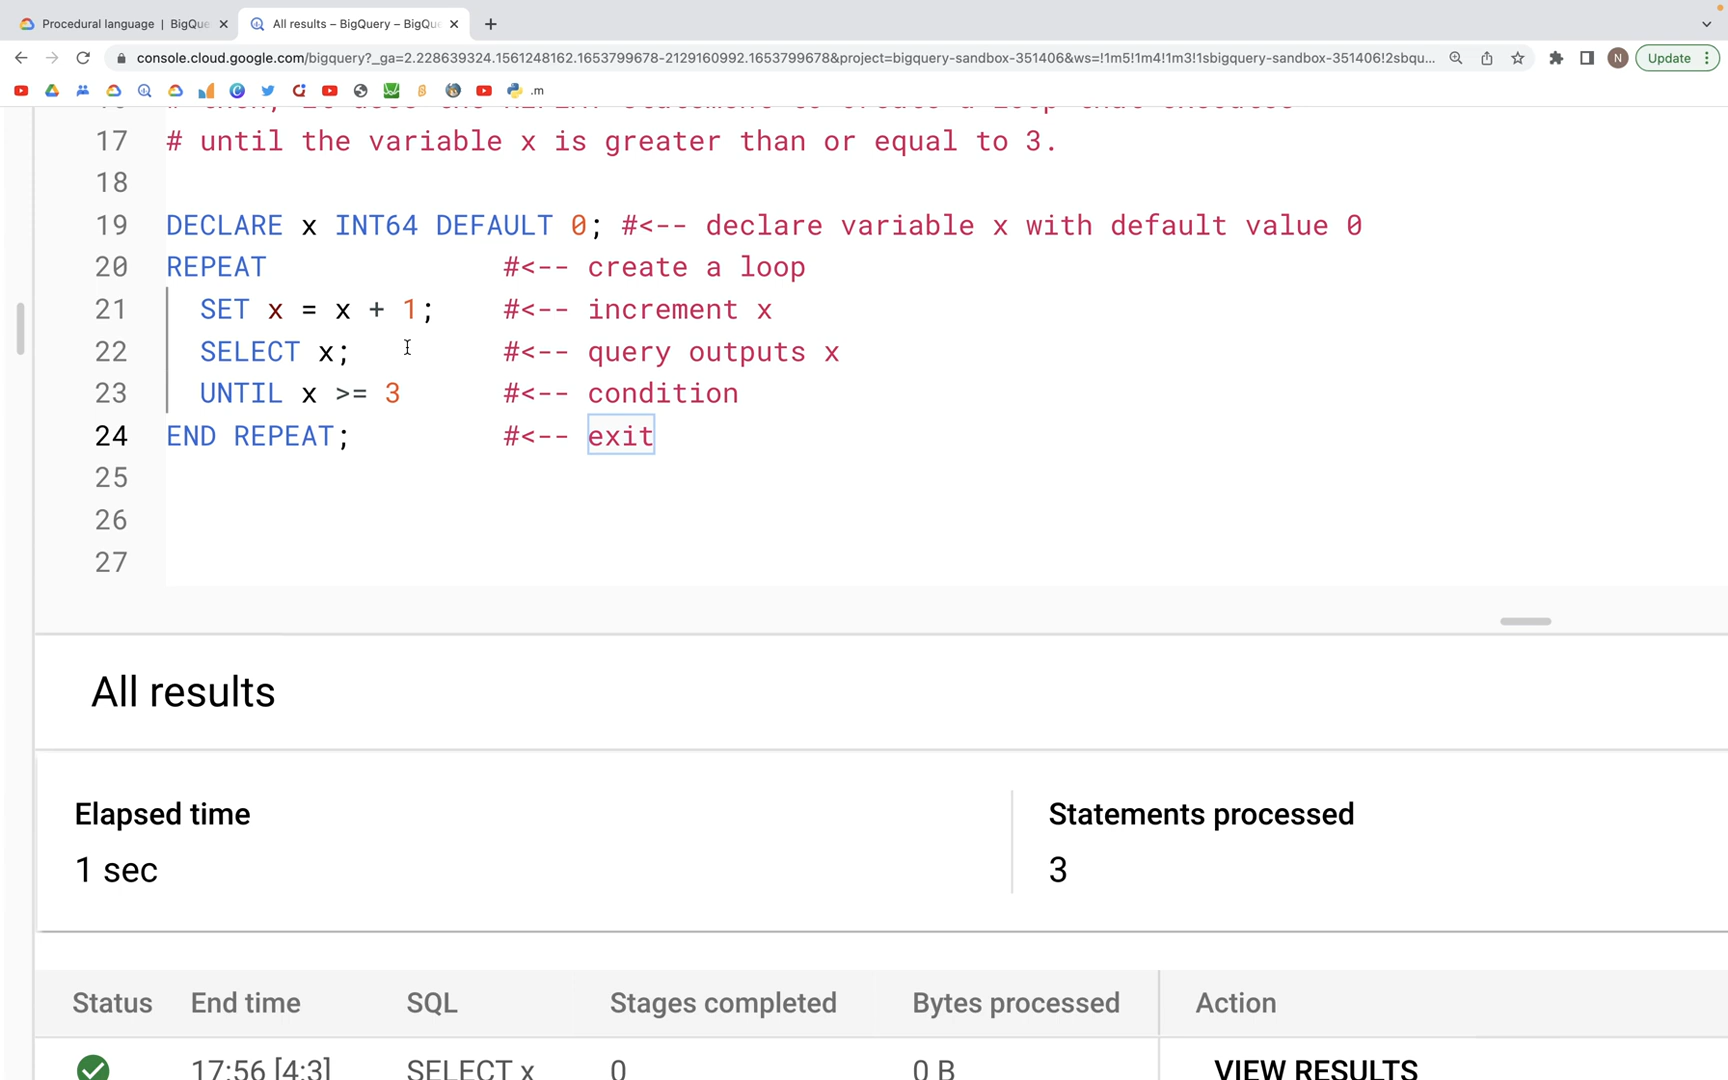 Procedural language | BigQue
All results – BigQuery – BigQue
console.cloud.google.com/bigquery?_ga=2.228639324.1561248162.1653799678-2129160992.1653799678&project=bigquery-sandbox-351406&ws=!1m5!1m4!1m3!1sbigquery-sandbox-351406!2sbqu...
N
Update
.m
17 # until the variable x is greater than or equal to 3.
18
19 DECLARE x INT64 DEFAULT 0; #<-- declare variable x with default value 0
20 REPEAT #<-- create a loop
21 SET x = x + 1; #<-- increment x
22 SELECT x; #<-- query outputs x
23 UNTIL x >= 3 #<-- condition
24 END REPEAT; #<-- exit
25
26
27
All results
Elapsed time Statements processed
1 sec 3
Status End time SQL Stages completed Bytes processed Action
17:56 [4:3] SELECT x 0 0 B VIEW RESULTS